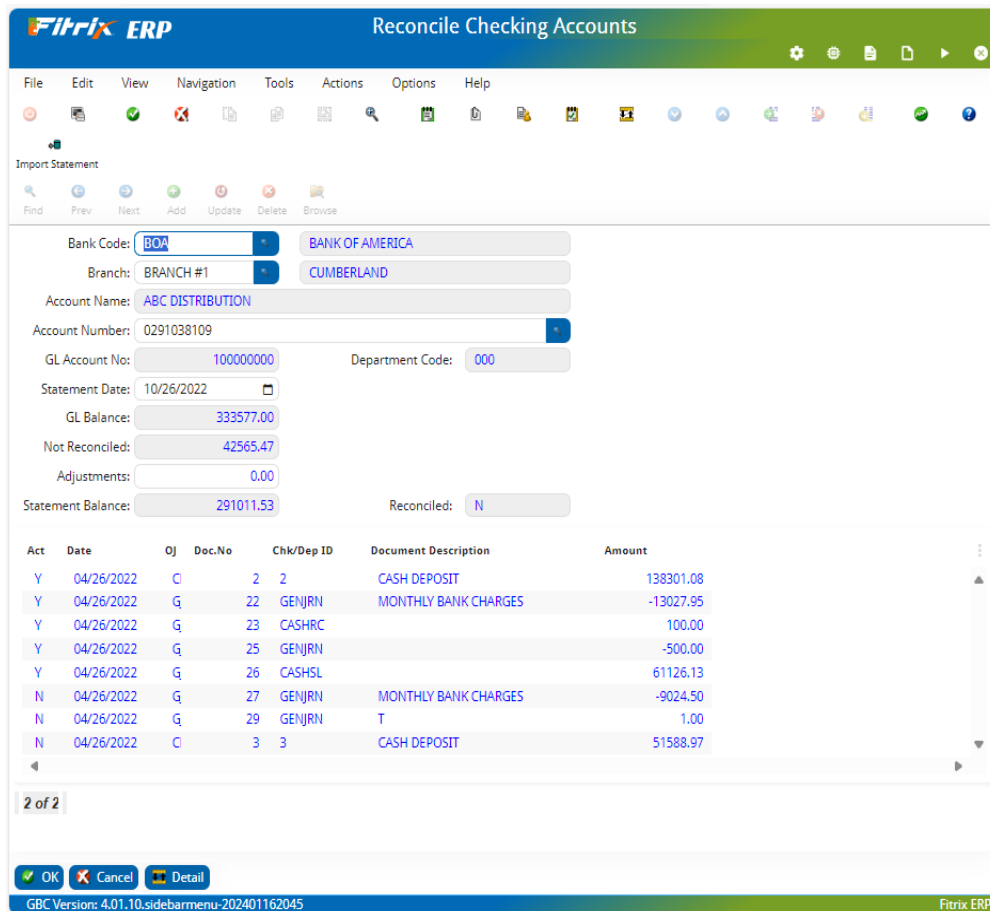 Fitrix ERP Reconcile Checking Accounts
File Edit View Navigation Tools Actions Options Help
Import Statement
Find Prev Next Add Update Delete Browse
Bank Code: BOA BANK OF AMERICA
Branch: BRANCH #1 CUMBERLAND
Account Name: ABC DISTRIBUTION
Account Number: 0291038109
GL Account No: 100000000 Department Code: 000
Statement Date: 10/26/2022
GL Balance: 333577.00
Not Reconciled: 42565.47
Adjustments: 0.00
Statement Balance: 291011.53 Reconciled: N
Act Date OJ Doc.No Chk/Dep ID Document Description Amount
Y 04/26/2022 2 2 CASH DEPOSIT 138301.08
Y 04/26/2022 G 22 GENJRN MONTHLY BANK CHARGES -13027.95
Y 04/26/2022 G 23 CASHRC 100.00
Y 04/26/2022 G 25 GENJRN -500.00
Y 04/26/2022 G 26 CASHSL 61126.13
N 04/26/2022 G 27 GENJRN MONTHLY BANK CHARGES -9024.50
N 04/26/2022 G 29 GENJRN T 1.00
N 04/26/2022 3 3 CASH DEPOSIT 51588.97
2 of 2
OK Cancel Detail
GBC Version: 4.01.10.sidebarmenu-202401162045 Fitrix ERP